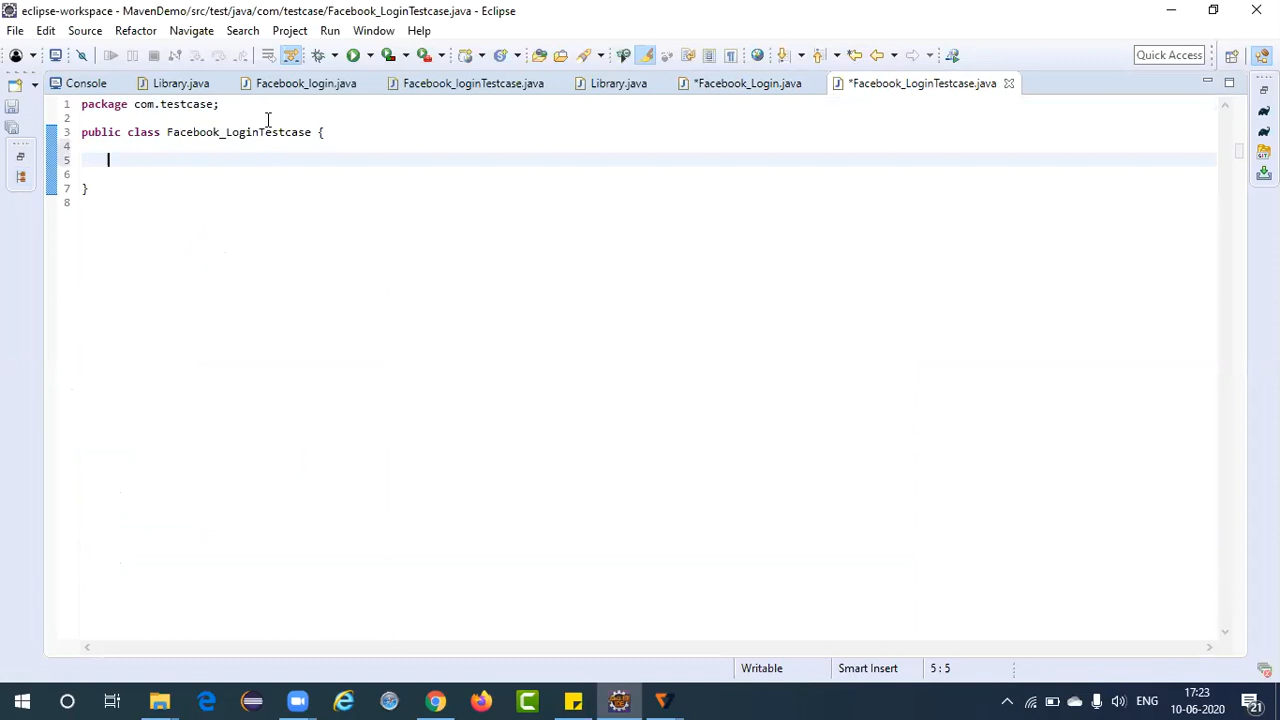 eclipse-workspace - MavenDemo/src/test/java/com/testcase/Facebook_LoginTestcase.java - Eclipse
File Edit Source Refactor Navigate Search Project Run Window Help
Quick Access
Console Library.java Facebook_login.java Facebook_loginTestcase.java Library.java *Facebook_Login.java *Facebook_LoginTestcase.java
1 package com.testcase;
2
3 public class Facebook_LoginTestcase {
4
5
6
7 }
8
Writable Smart Insert 5 : 5
ENG 17:23
10-06-2020 21